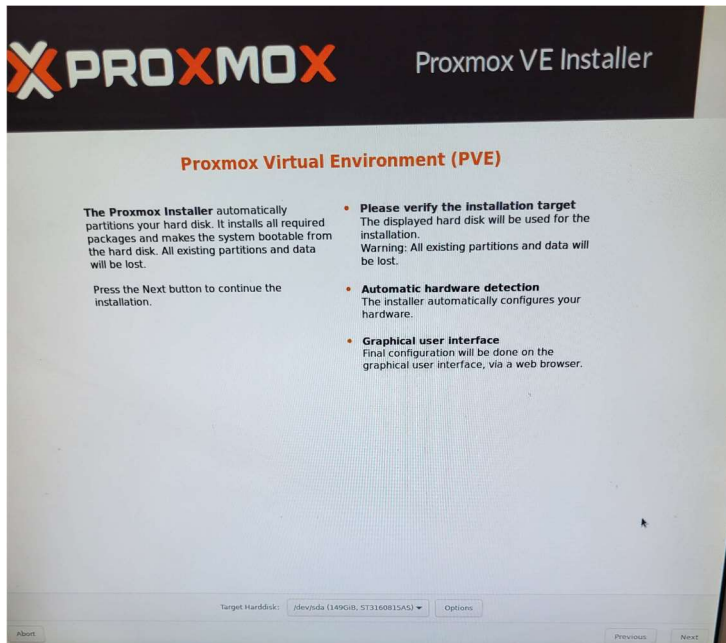 PROXMOX
Proxmox VE Installer
Proxmox Virtual Environment (PVE)
The Proxmox Installer automatically
partitions your hard disk. It installs all required
packages and makes the system bootable from
the hard disk. All existing partitions and data
will be lost.
Press the Next button to continue the
installation.
Please verify the installation target
The displayed hard disk will be used for the
installation.
Warning: All existing partitions and data will
be lost.
Automatic hardware detection
The installer automatically configures your
hardware.
Graphical user interface
Final configuration will be done on the
graphical user interface, via a web browser.
Target Harddisk: /dev/sda (149GiB, ST3160815AS) Options
Abort Previous Next